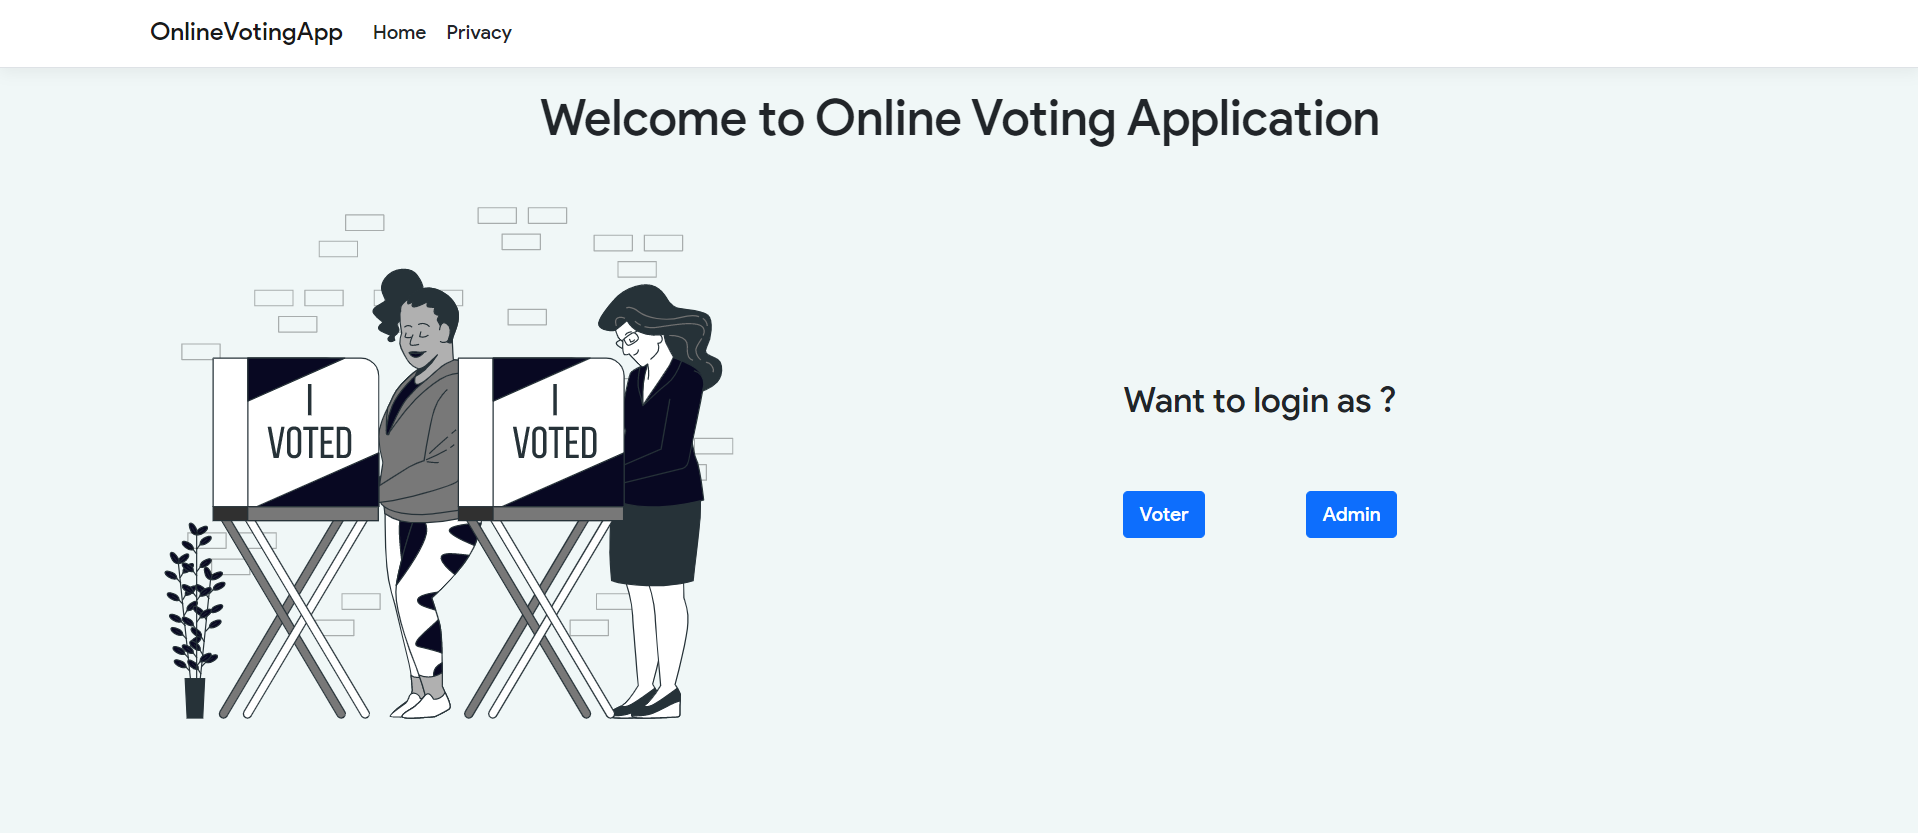 OnlineVotingApp Home Privacy
Welcome to Online Voting Application
I
VOTED
I
VOTED
Want to login as ?
Voter Admin